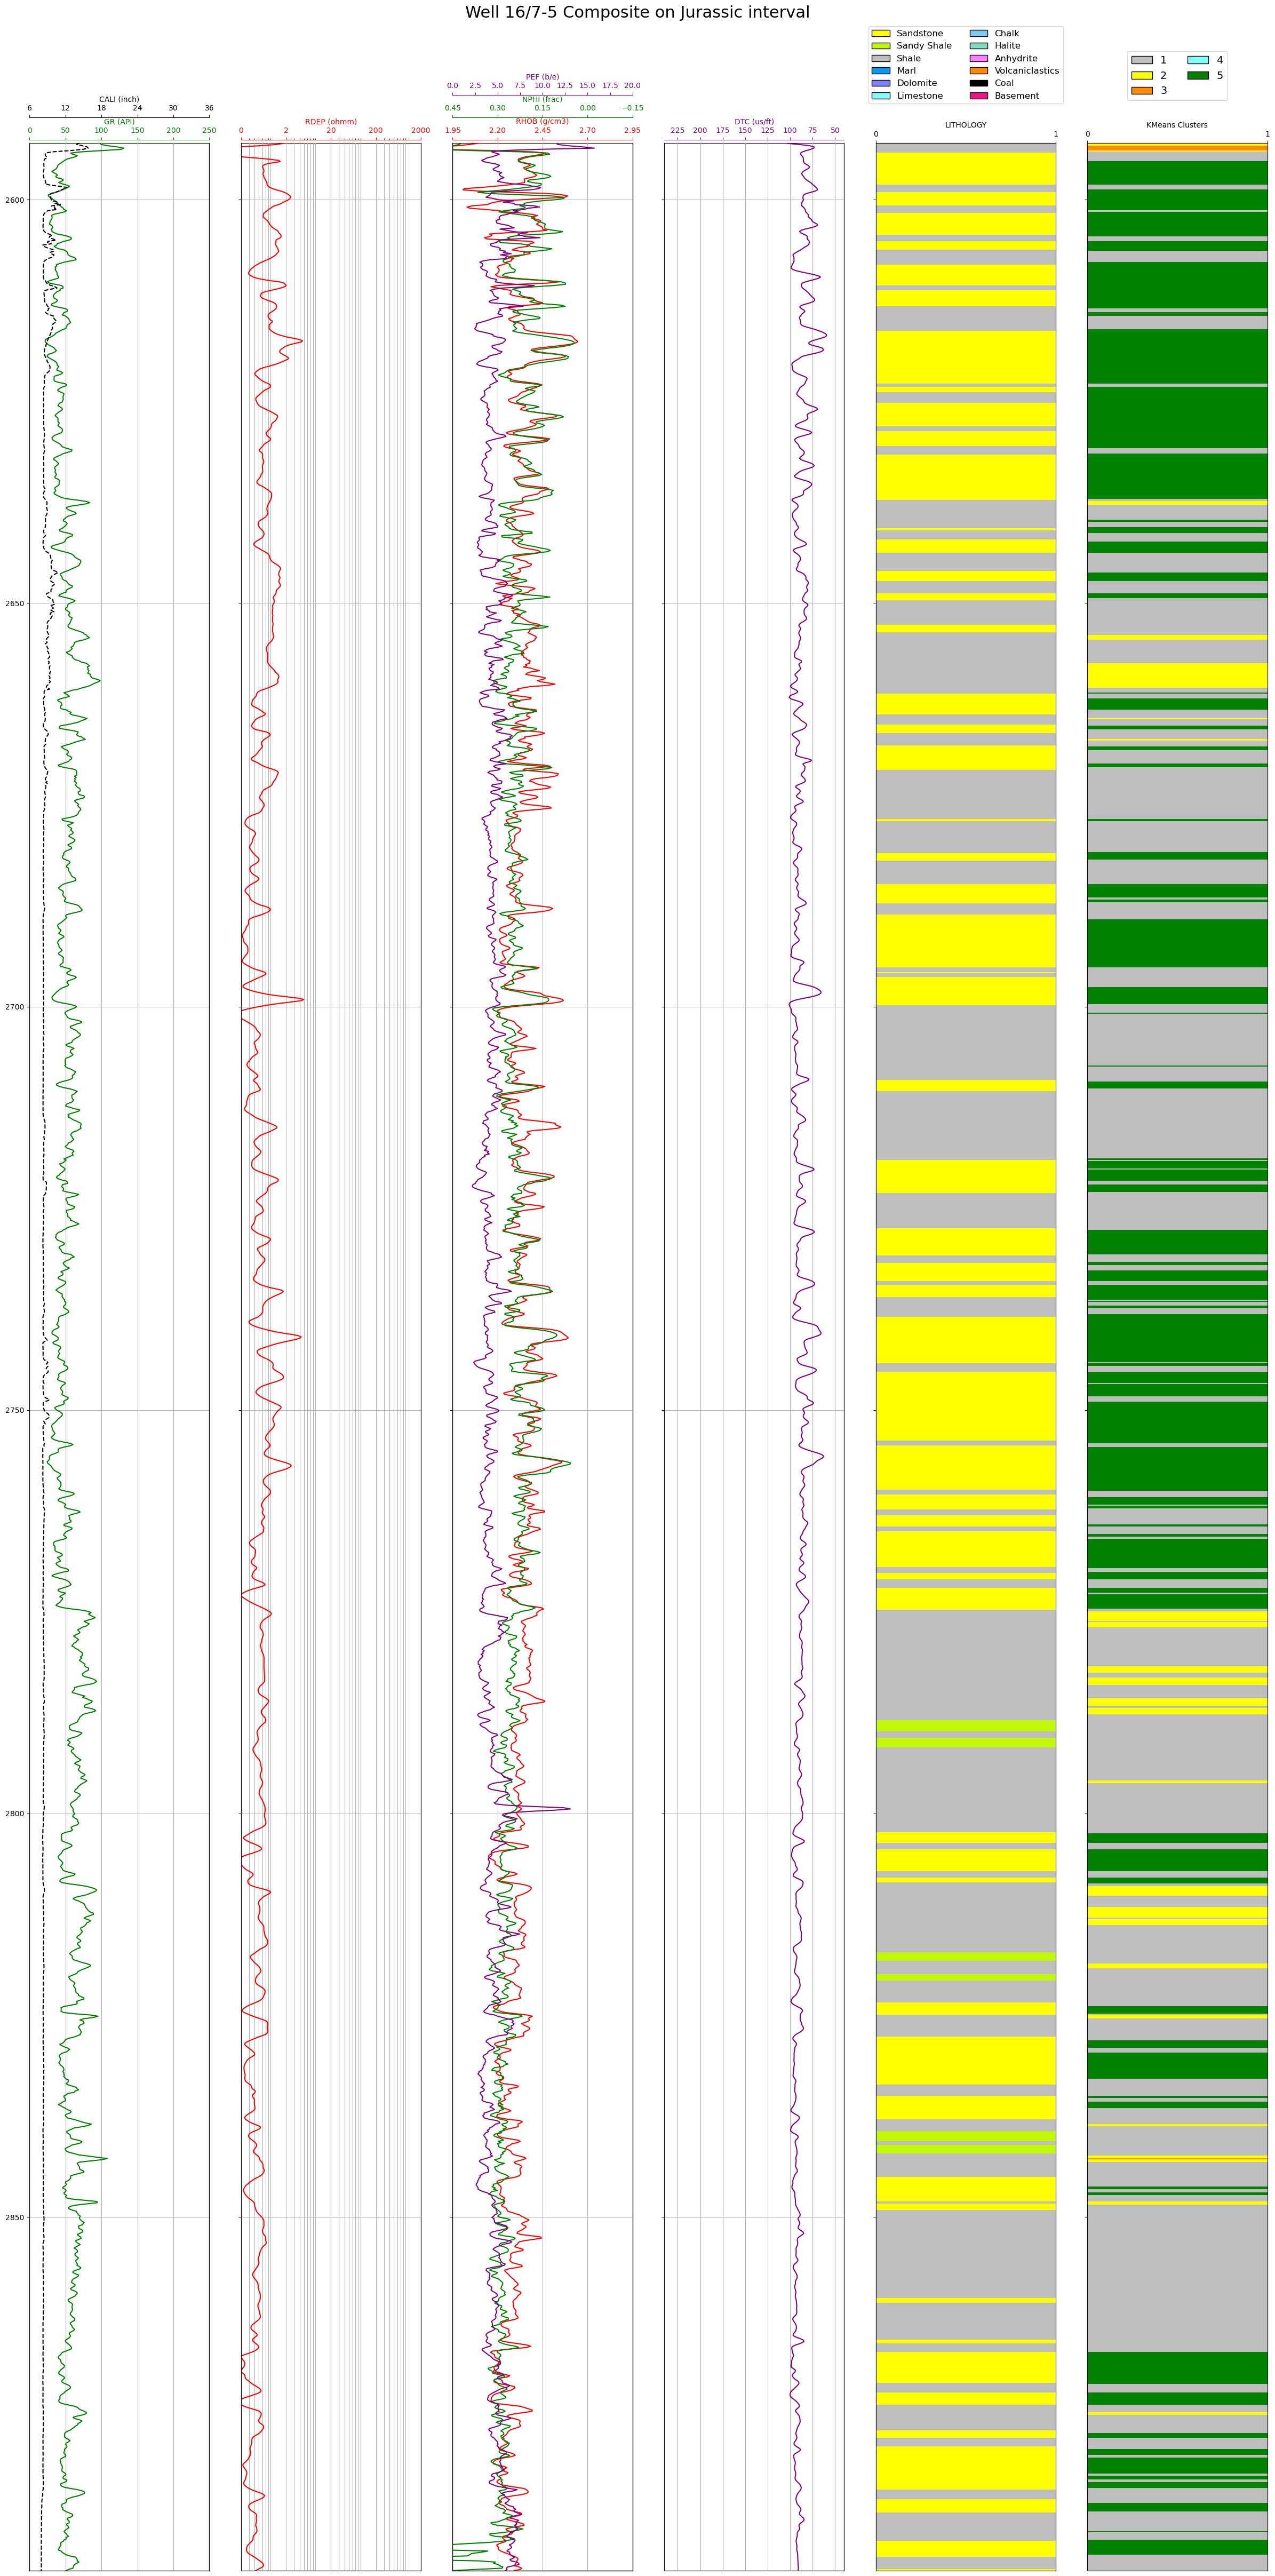 Well 16/7-5 Composite on Jurassic interval
Sandstone Chalk
Sandy Shale Halite
Shale Anhydrite
Marl Volcaniclastics
Dolomite Coal
Limestone Basement
1 4
2 5
3
PEF (b/e)
0.0 2.5 5.0 7.5 10.0 12.5 15.0 17.5 20.0
CALI (inch)
6 12 18 24 30 36
NPHI (frac)
0.45 0.30 0.15 0.00 −0.15
GR (API)
0 50 100 150 200 250
RDEP (ohmm)
0 2 20 200 2000
RHOB (g/cm3)
1.95 2.20 2.45 2.70 2.95
DTC (us/ft)
225 200 175 150 125 100 75 50
LITHOLOGY
0 1
KMeans Clusters
0 1
2600
2650
2700
2750
2800
2850